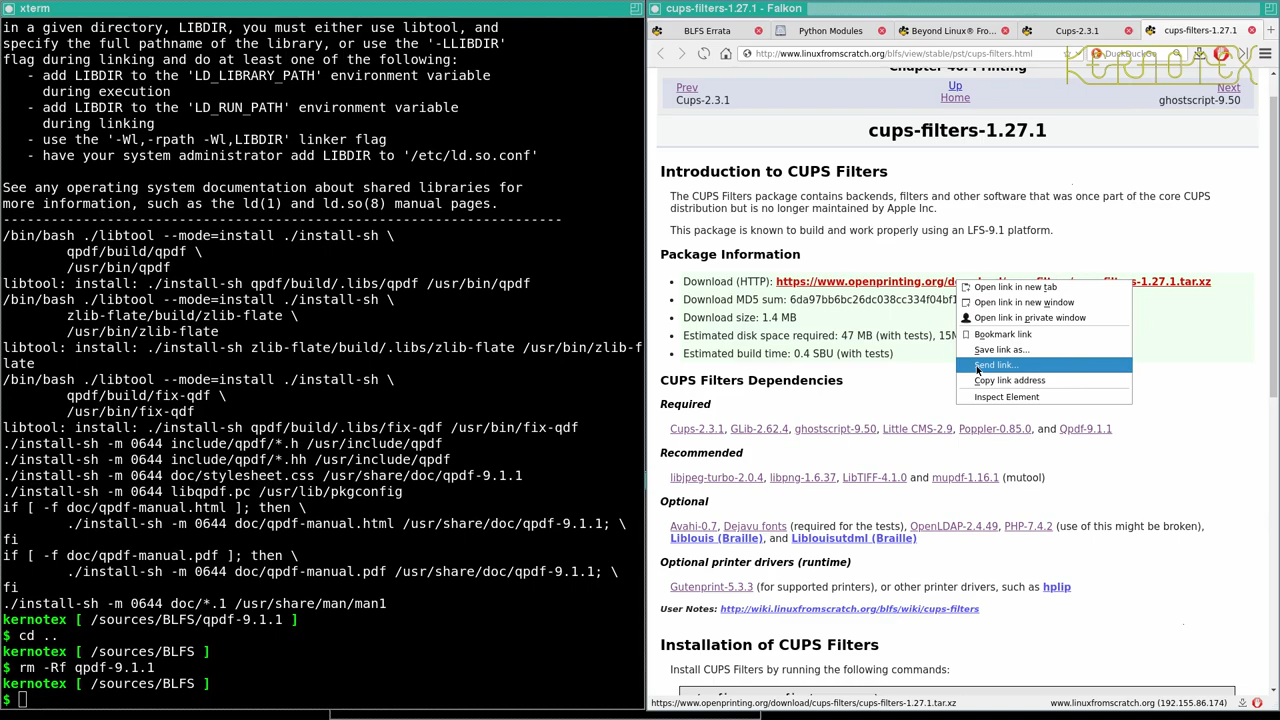 xterm
in a given directory, LIBDIR, you must either use libtool, and
specify the full pathname of the library, or use the '-LLIBDIR'
flag during linking and do at least one of the following:
- add LIBDIR to the 'LD_LIBRARY_PATH' environment variable
during execution
- add LIBDIR to the 'LD_RUN_PATH' environment variable
during linking
- use the '-Wl,-rpath -Wl,LIBDIR' linker flag
- have your system administrator add LIBDIR to '/etc/ld.so.conf'
See any operating system documentation about shared libraries for
more information, such as the ld(1) and ld.so(8) manual pages.
----------------------------------------------------------------------
/bin/bash ./libtool --mode=install ./install-sh \
qpdf/build/qpdf \
/usr/bin/qpdf
libtool: install: ./install-sh qpdf/build/.libs/qpdf /usr/bin/qpdf
/bin/bash ./libtool --mode=install ./install-sh \
zlib-flate/build/zlib-flate \
/usr/bin/zlib-flate
libtool: install: ./install-sh zlib-flate/build/.libs/zlib-flate /usr/bin/zlib-f
late
/bin/bash ./libtool --mode=install ./install-sh \
qpdf/build/fix-qdf \
/usr/bin/fix-qdf
libtool: install: ./install-sh qpdf/build/.libs/fix-qdf /usr/bin/fix-qdf
./install-sh -m 0644 include/qpdf/*.h /usr/include/qpdf
./install-sh -m 0644 include/qpdf/*.hh /usr/include/qpdf
./install-sh -m 0644 doc/stylesheet.css /usr/share/doc/qpdf-9.1.1
./install-sh -m 0644 libqpdf.pc /usr/lib/pkgconfig
if [ -f doc/qpdf-manual.html ]; then \
./install-sh -m 0644 doc/qpdf-manual.html /usr/share/doc/qpdf-9.1.1; \
fi
if [ -f doc/qpdf-manual.pdf ]; then \
./install-sh -m 0644 doc/qpdf-manual.pdf /usr/share/doc/qpdf-9.1.1; \
fi
./install-sh -m 0644 doc/*.1 /usr/share/man/man1
kernotex [ /sources/BLFS/qpdf-9.1.1 ]
$ cd ..
kernotex [ /sources/BLFS ]
$ rm -Rf qpdf-9.1.1
kernotex [ /sources/BLFS ]
$
cups-filters-1.27.1 - Falkon
BLFS Errata
Python Modules
Beyond Linux® Fro...
Cups-2.3.1
cups-filters-1.27.1
http://www.linuxfromscratch.org/blfs/view/stable/pst/cups-filters.html
DuckDuckGo
KERNOTEX
Chapter 46. Printing
Prev Up Next
Cups-2.3.1 Home ghostscript-9.50
cups-filters-1.27.1
Introduction to CUPS Filters
The CUPS Filters package contains backends, filters and other software that was once part of the core CUPS
distribution but is no longer maintained by Apple Inc.
This package is known to build and work properly using an LFS-9.1 platform.
Package Information
Download (HTTP): https://www.openprinting.org/do s-1.27.1.tar.xz
Download MD5 sum: 6da97bb6bc26dc038cc334f04bf1
Download size: 1.4 MB
Estimated disk space required: 47 MB (with tests), 15M
Estimated build time: 0.4 SBU (with tests)
Open link in new tab
Open link in new window
Open link in private window
Bookmark link
Save link as...
Send link...
Copy link address
Inspect Element
CUPS Filters Dependencies
Required
Cups-2.3.1, GLib-2.62.4, ghostscript-9.50, Little CMS-2.9, Poppler-0.85.0, and Qpdf-9.1.1
Recommended
libjpeg-turbo-2.0.4, libpng-1.6.37, LibTIFF-4.1.0 and mupdf-1.16.1 (mutool)
Optional
Avahi-0.7, Dejavu fonts (required for the tests), OpenLDAP-2.4.49, PHP-7.4.2 (use of this might be broken),
Liblouis (Braille), and Liblouisutdml (Braille)
Optional printer drivers (runtime)
Gutenprint-5.3.3 (for supported printers), or other printer drivers, such as hplip
User Notes: http://wiki.linuxfromscratch.org/blfs/wiki/cups-filters
Installation of CUPS Filters
Install CUPS Filters by running the following commands:
https://www.openprinting.org/download/cups-filters/cups-filters-1.27.1.tar.xz
www.linuxfromscratch.org (192.155.86.174)